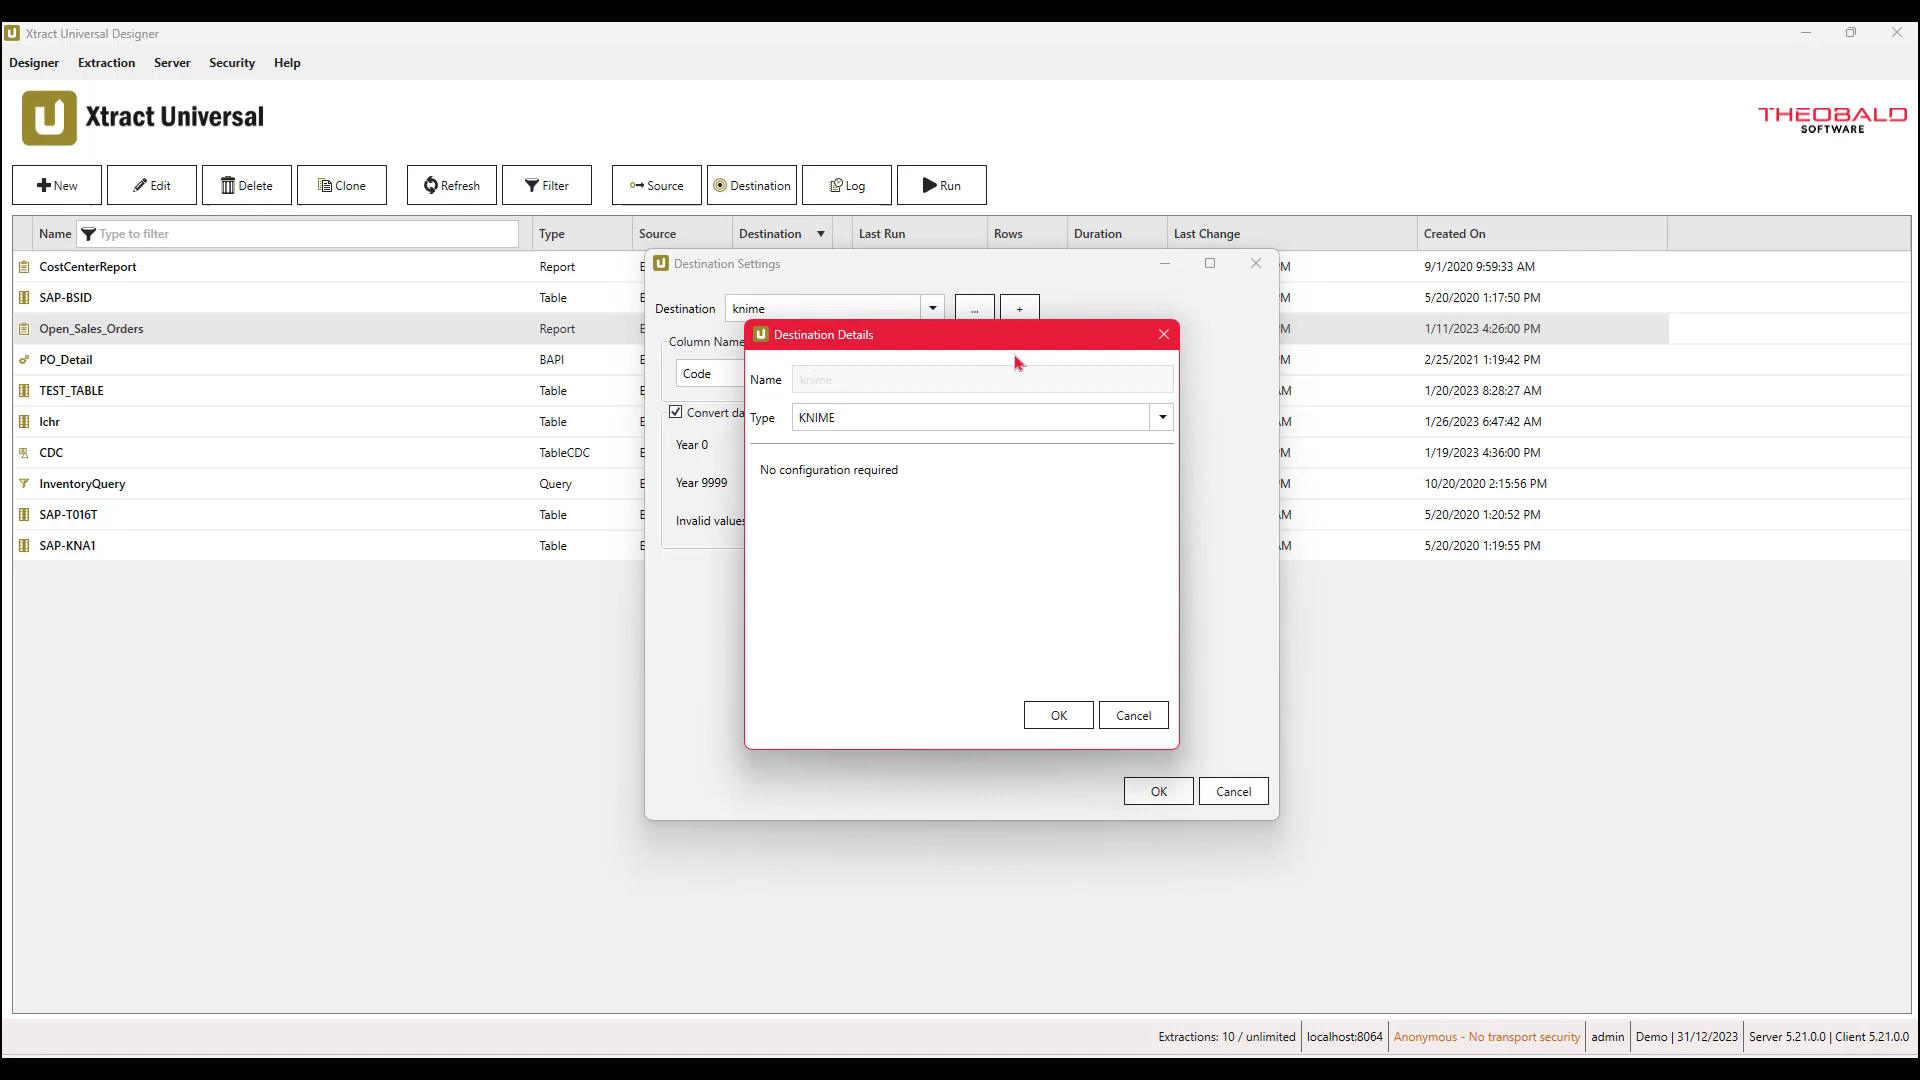 Xtract Universal Designer
Designer Extraction Server Security Help
Xtract Universal
THEOBALD
SOFTWARE
New Edit Delete Clone Refresh Filter Source Destination Log Run
Name Type to filter Type Source Destination Last Run Rows Duration Last Change Created On
CostCenterReport Report 9/1/2020 9:59:33 AM
SAP-BSID Table 5/20/2020 1:17:50 PM
Open_Sales_Orders Report 1/11/2023 4:26:00 PM
PO_Detail BAPI 2/25/2021 1:19:42 PM
TEST_TABLE Table 1/20/2023 8:28:27 AM
lchr Table 1/26/2023 6:47:42 AM
CDC TableCDC 1/19/2023 4:36:00 PM
InventoryQuery Query 10/20/2020 2:15:56 PM
SAP-T016T Table 5/20/2020 1:20:52 PM
SAP-KNA1 Table 5/20/2020 1:19:55 PM
Destination Settings
Destination knime ... +
Column Name
Code
Convert da
Year 0
Year 9999
Invalid values
OK Cancel
Destination Details
Name knime
Type KNIME
No configuration required
OK Cancel
Extractions: 10 / unlimited localhost:8064 Anonymous - No transport security admin Demo | 31/12/2023 Server 5.21.0.0 | Client 5.21.0.0